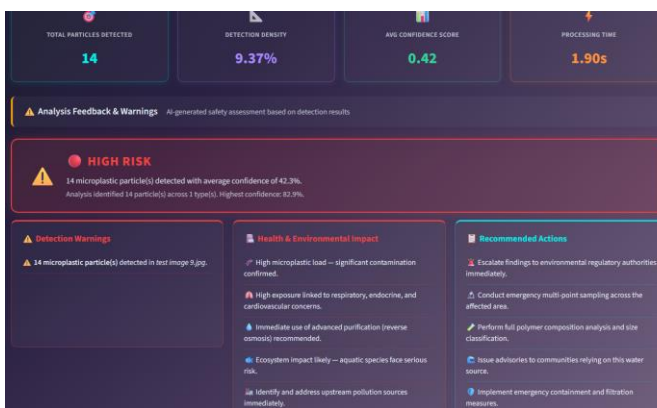 TOTAL PARTICLES DETECTED
14
DETECTION DENSITY
9.37%
AVG CONFIDENCE SCORE
0.42
PROCESSING TIME
1.90s
Analysis Feedback & Warnings AI-generated safety assessment based on detection results
HIGH RISK
14 microplastic particle(s) detected with average confidence of 42.3%.
Analysis identified 14 particle(s) across 1 type(s). Highest confidence: 82.9%.
Detection Warnings
14 microplastic particle(s) detected in test image 9.jpg.
Health & Environmental Impact
High microplastic load — significant contamination
confirmed.
High exposure linked to respiratory, endocrine, and
cardiovascular concerns.
Immediate use of advanced purification (reverse
osmosis) recommended.
Ecosystem impact likely — aquatic species face serious
risk.
Identify and address upstream pollution sources
immediately.
Recommended Actions
Escalate findings to environmental regulatory authorities
immediately.
Conduct emergency multi-point sampling across the
affected area.
Perform full polymer composition analysis and size
classification.
Issue advisories to communities relying on this water
source.
Implement emergency containment and filtration
measures.